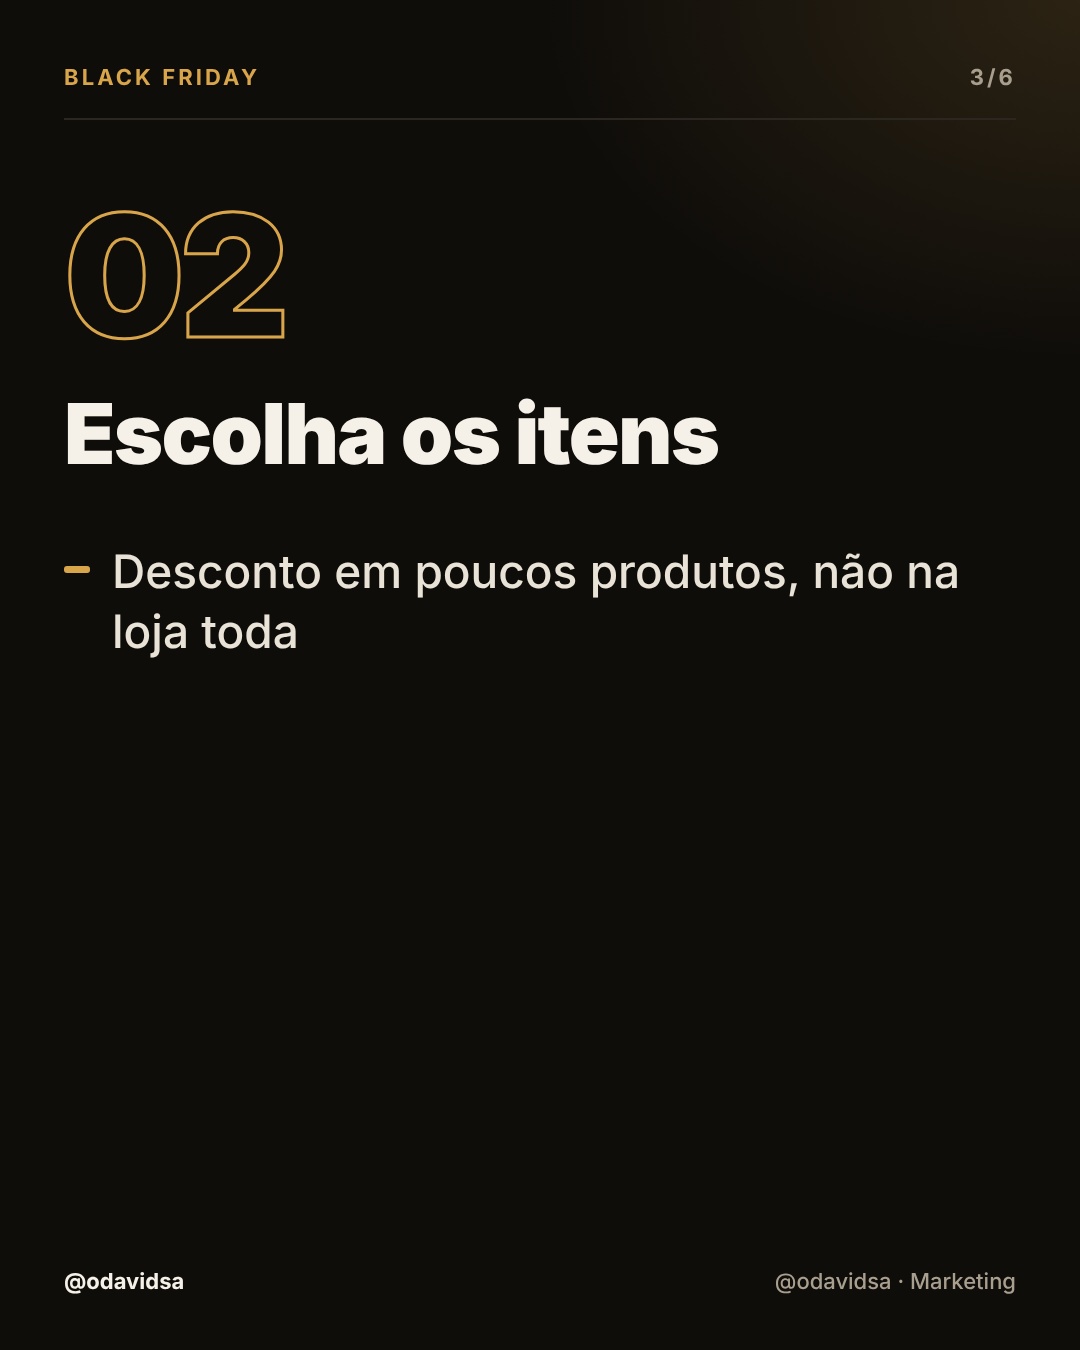 BLACK FRIDAY
3/6
02
Escolha os itens
Desconto em poucos produtos, não na
loja toda
@odavidsa
@odavidsa · Marketing